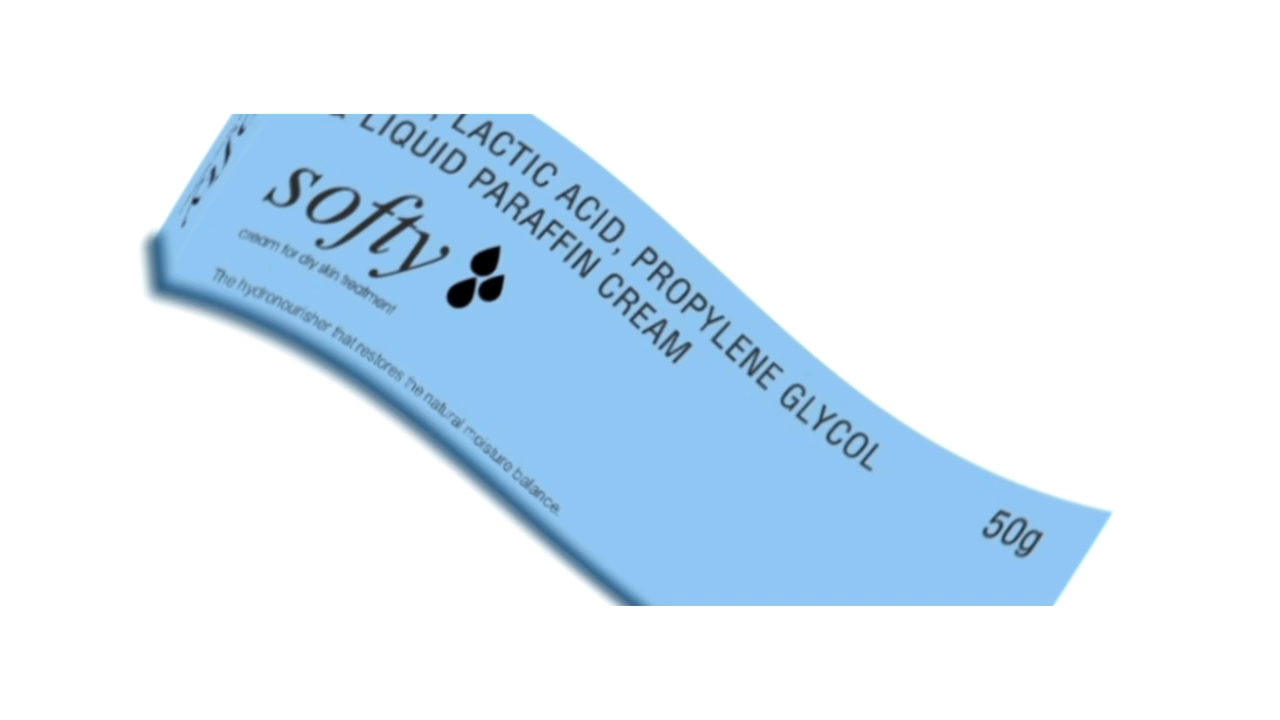 , LACTIC ACID, PROPYLENE GLYCOL
LIQUID PARAFFIN CREAM
softy
cream for dry skin treatment
The hydronourisher that restores the natural moisture balance.
50g